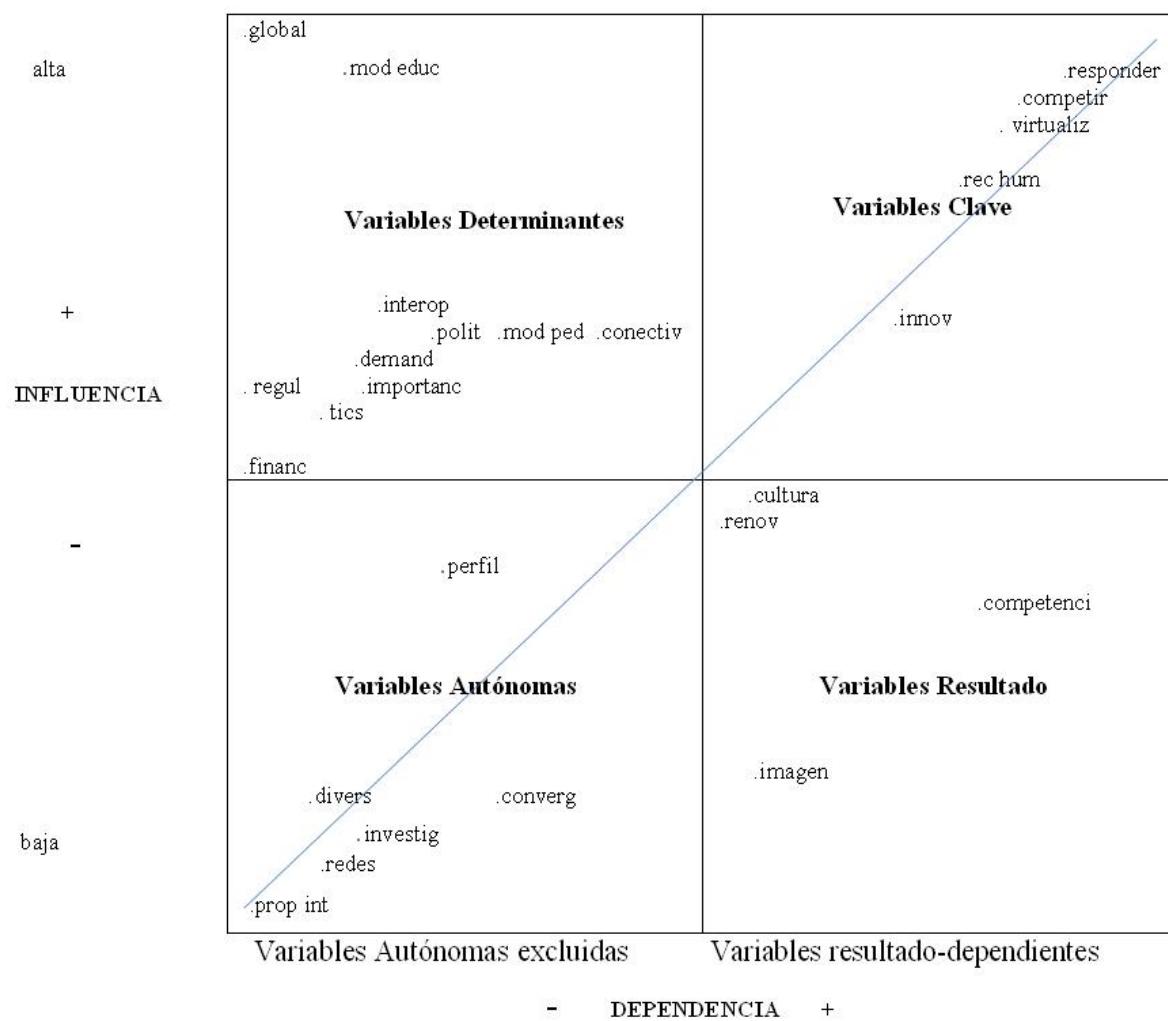 .global
alta
.mod educ
.responder
.competir
. virtualiz
.rec hum
Variables Determinantes
Variables Clave
+
.interop
.innov
.polit .mod ped .conectiv
.demand
INFLUENCIA
. regul .importanc
. tics
.financ
.cultura
.renov
-
.perfil
.competenci
Variables Autónomas
Variables Resultado
.imagen
.divers .converg
baja
.investig
.redes
.prop int
Variables Autónomas excluidas
Variables resultado-dependientes
- DEPENDENCIA +